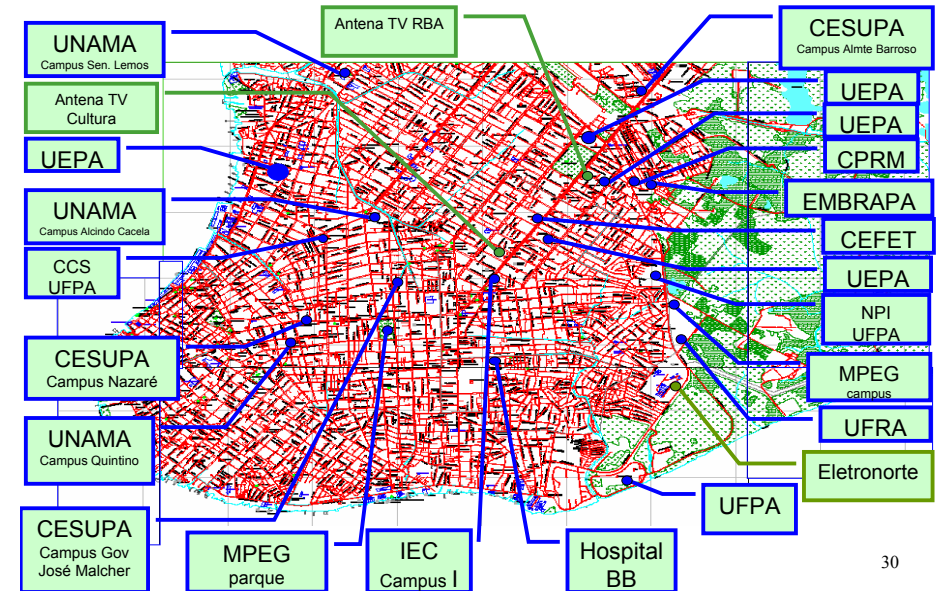 UNAMA
Campus Sen. Lemos
Antena TV
Cultura
UEPA
UNAMA
Campus Alcindo Cacela
CCS
UFPA
CESUPA
Campus Nazaré
UNAMA
Campus Quintino
CESUPA
Campus Gov
José Malcher
Antena TV RBA
MPEG
parque
IEC
Campus I
Hospital
BB
UFPA
CESUPA
Campus Almte Barroso
UEPA
UEPA
CPRM
EMBRAPA
CEFET
UEPA
NPI
UFPA
MPEG
campus
UFRA
Eletronorte
30